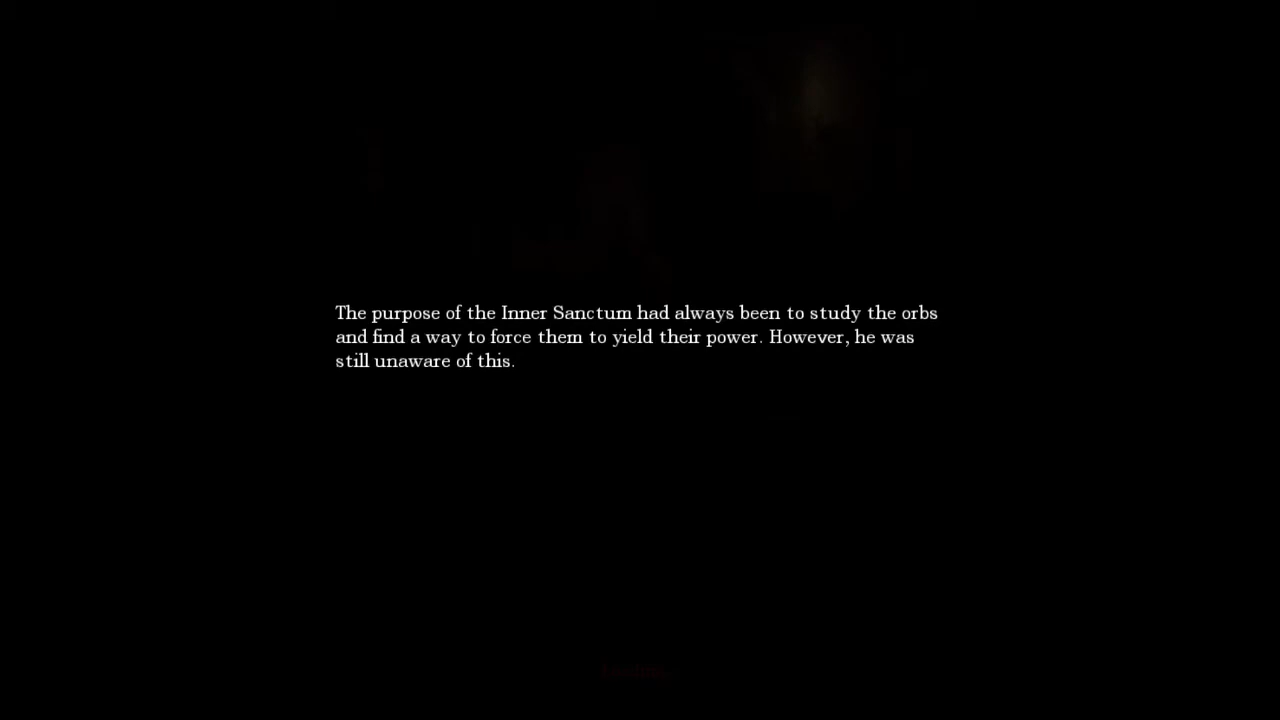 The purpose of the Inner Sanctum had always been to study the orbs
and find a way to force them to yield their power. However, he was
still unaware of this.